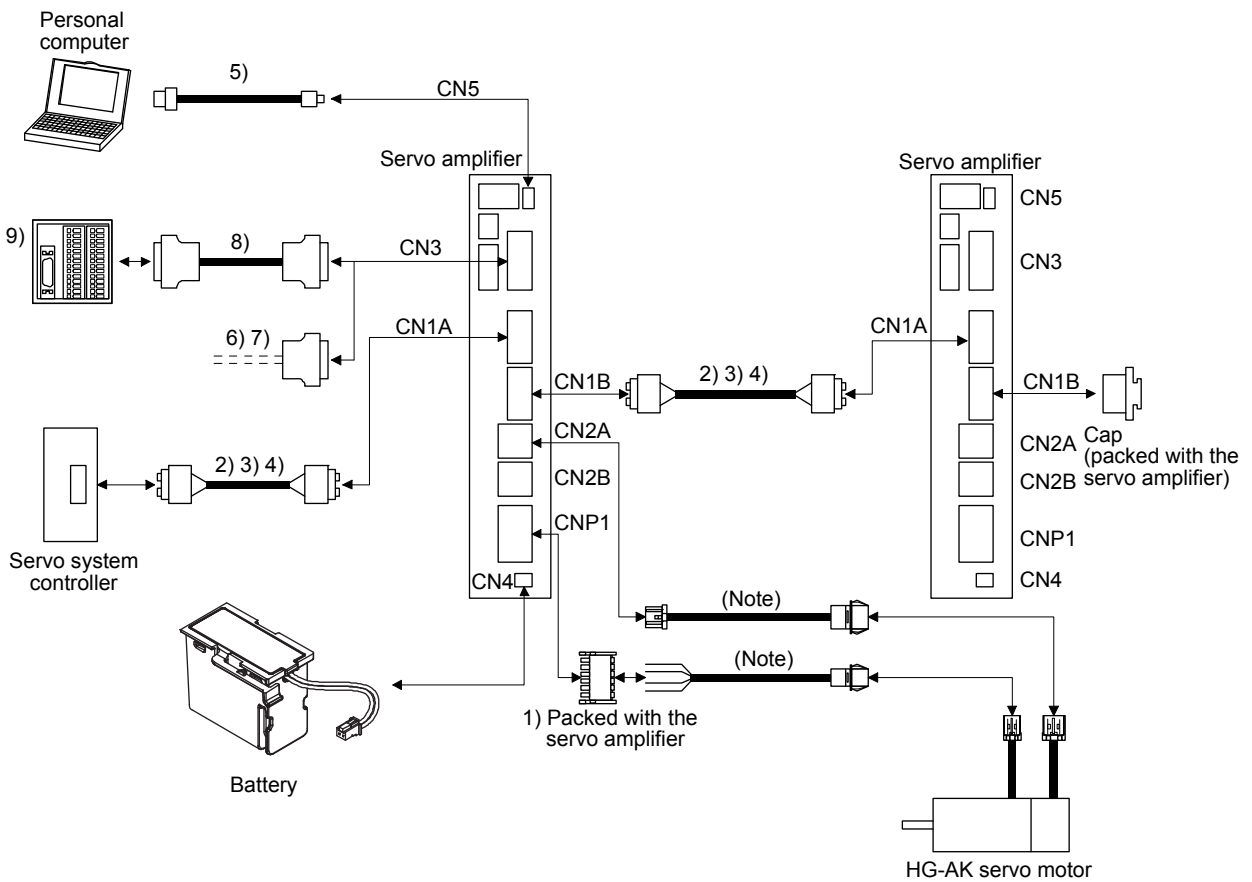 Personal
computer
5)
CN5
Servo amplifier
Servo amplifier
CN5
9)
8)
CN3
CN3
6) 7)
CN1A
CN1A
CN1B
2) 3) 4)
CN1B
CN2A
CN2A
Cap
(packed with the
servo amplifier)
2) 3) 4)
CN2B
CN2B
CNP1
CNP1
Servo system
controller
CN4
CN4
(Note)
(Note)
1) Packed with the
servo amplifier
Battery
HG-AK servo motor